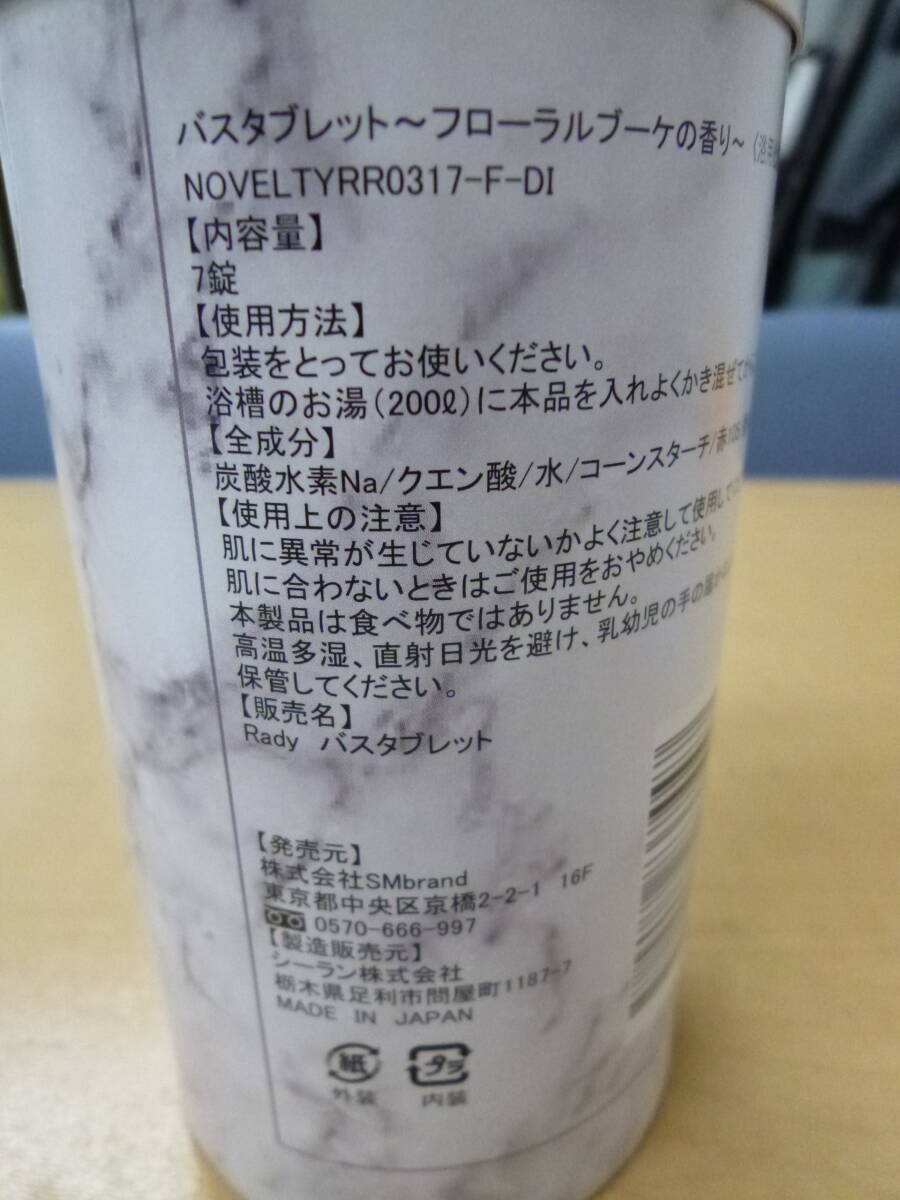 バスタブレット～フローラルブーケの香り～〈浴用
NOVELTYRR0317-F-DI
【内容量】
7錠
【使用方法】
包装をとってお使いください。
浴槽のお湯(200ℓ)に本品を入れよくかき混ぜて
【全成分】
炭酸水素Na/クエン酸/水/コーンスターチ/赤106
【使用上の注意】
肌に異常が生じていないかよく注意して使用して
肌に合わないときはご使用をおやめください。
本製品は食べ物ではありません。
高温多湿、直射日光を避け、乳幼児の手の届か
保管してください。
【販売名】
Rady バスタブレット
【発売元】
株式会社SMbrand
東京都中央区京橋2-2-1 16F
0570-666-997
【製造販売元】
シーラン株式会社
栃木県足利市問屋町1187-7
MADE IN JAPAN
紙 プラ
外装 内装